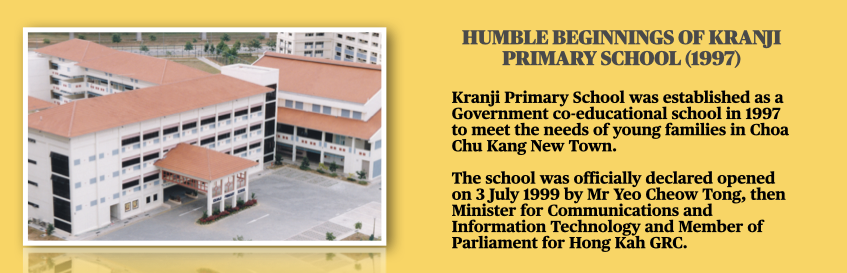 HUMBLE BEGINNINGS OF KRANJI
PRIMARY SCHOOL (1997)
Kranji Primary School was established as a
Government co-educational school in 1997
to meet the needs of young families in Choa
Chu Kang New Town.
The school was officially declared opened
on 3 July 1999 by Mr Yeo Cheow Tong, then
Minister for Communications and
Information Technology and Member of
Parliament for Hong Kah GRC.